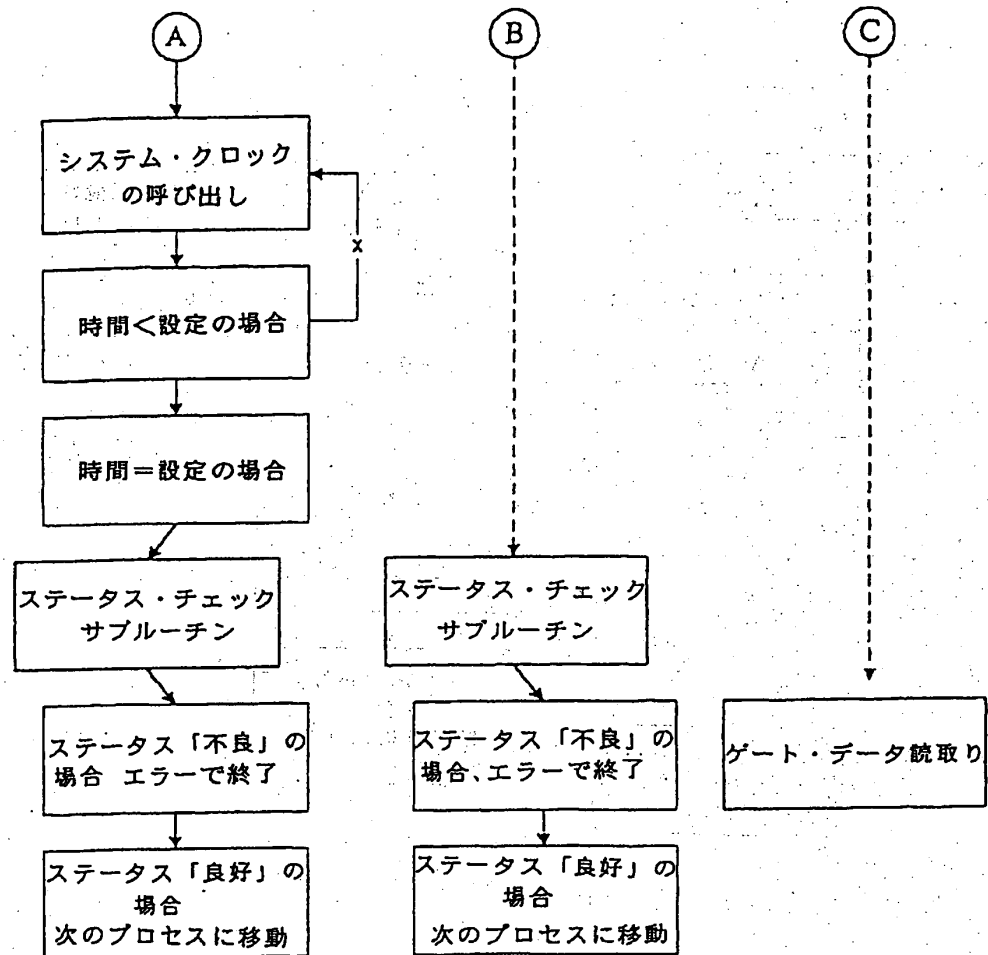 A
システム・クロック
の呼び出し
x
時間<設定の場合
時間=設定の場合
ステータス・チェック
サブルーチン
ステータス「不良」の
場合 エラーで終了
ステータス「良好」の
場合
次のプロセスに移動
B
ステータス・チェック
サブルーチン
ステータス「不良」の
場合、エラーで終了
ステータス「良好」の
場合
次のプロセスに移動
C
ゲート・データ読取り